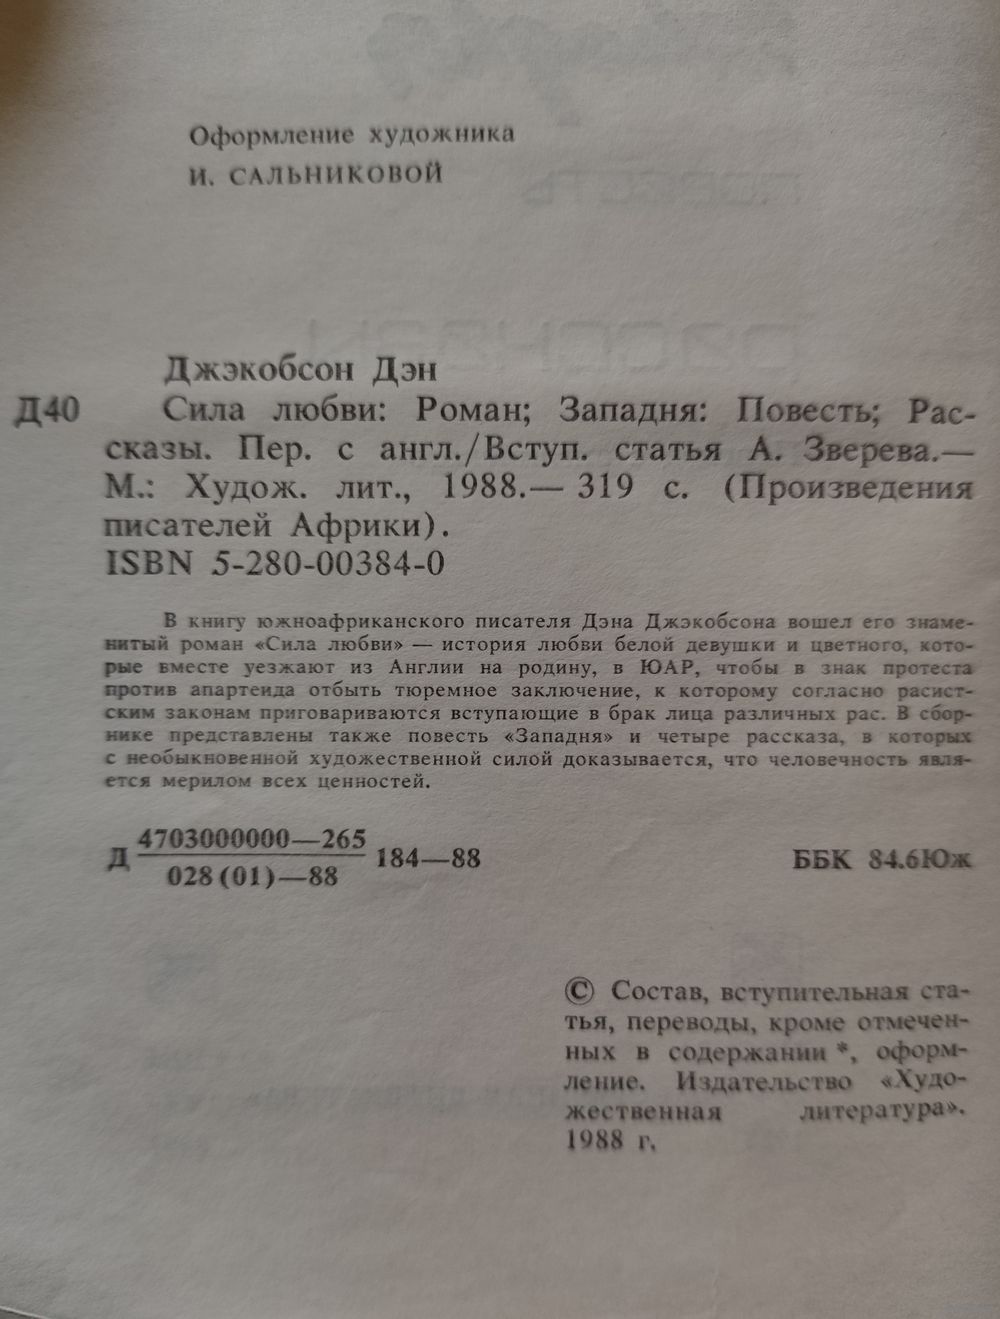 Оформление художника
И. САЛЬНИКОВОЙ
Джэкобсон Дэн
Д40 Сила любви: Роман; Западня: Повесть; Рас-
сказы. Пер. с англ./Вступ. статья А. Зверева.—
М.: Худож. лит., 1988.— 319 с. (Произведения
писателей Африки).
ISBN 5-280-00384-0
В книгу южноафриканского писателя Дэна Джэкобсона вошел его знаме-
нитый роман «Сила любви» — история любви белой девушки и цветного, кото-
рые вместе уезжают из Англии на родину, в ЮАР, чтобы в знак протеста
против апартеида отбыть тюремное заключение, к которому согласно расист-
ским законам приговариваются вступающие в брак лица различных рас. В сбор-
нике представлены также повесть «Западня» и четыре рассказа, в которых
с необыкновенной художественной силой доказывается, что человечность явля-
ется мерилом всех ценностей.
4703000000—265
Д 184—88 ББК 84.6Юж
028(01)—88
© Состав, вступительная ста-
тья, переводы, кроме отмечен-
ных в содержании *, оформ-
ление. Издательство «Худо-
жественная литература».
1988 г.